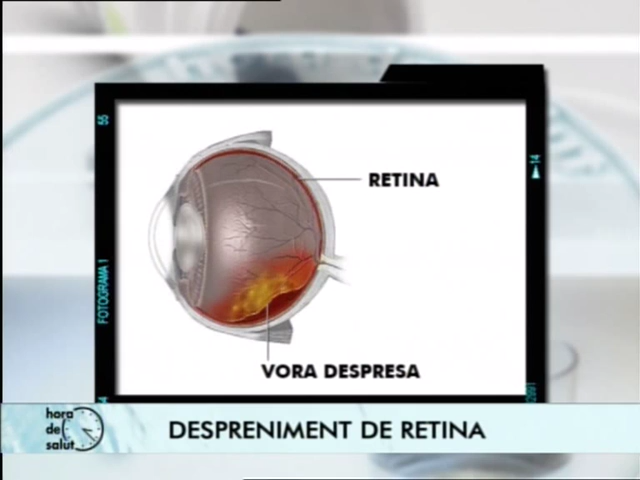 55
14
RETINA
FOTOGRAMA 1
VORA DESPRESA
hora
de
salut
DESPRENIMENT DE RETINA